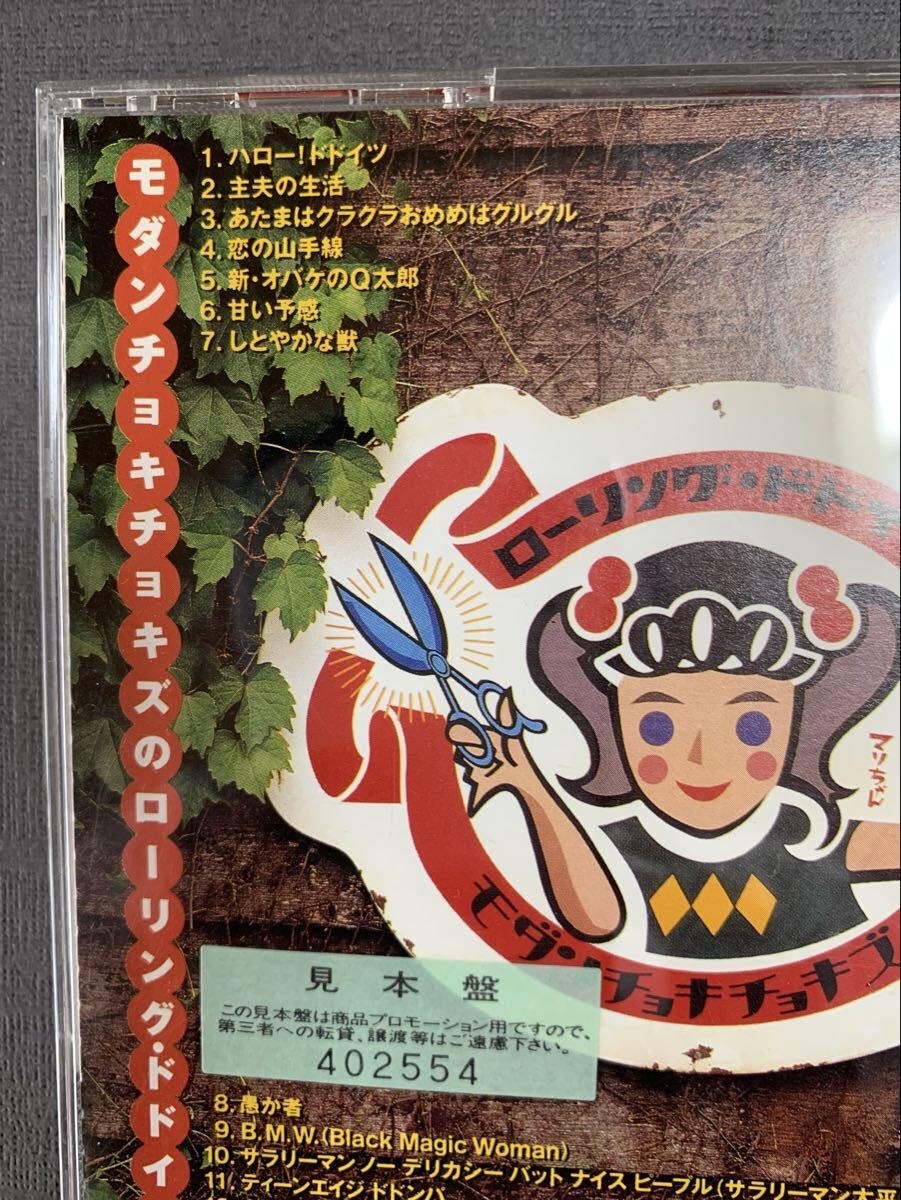 モダンチョキチョキズのローリング・ドドイ
1. ハロー!ドドイツ
2. 主夫の生活
3. あたまはクラクラおめめはグルグル
4. 恋の山手線
5. 新・オバケのQ太郎
6. 甘い予感
7. しとやかな獣
ローリング・ドド
マリちゃん
モダンチョキチョキズ
見本盤
この見本盤は商品プロモーション用ですので、
第三者への転貸、譲渡等はご遠慮下さい。
402554
8. 愚か者
9. B.M.W.(Black Magic Woman)
10. サラリーマン ノー デリカシー バット ナイス ピープル(サラリーマン太平
11. ティーンエイジ ドドンパ